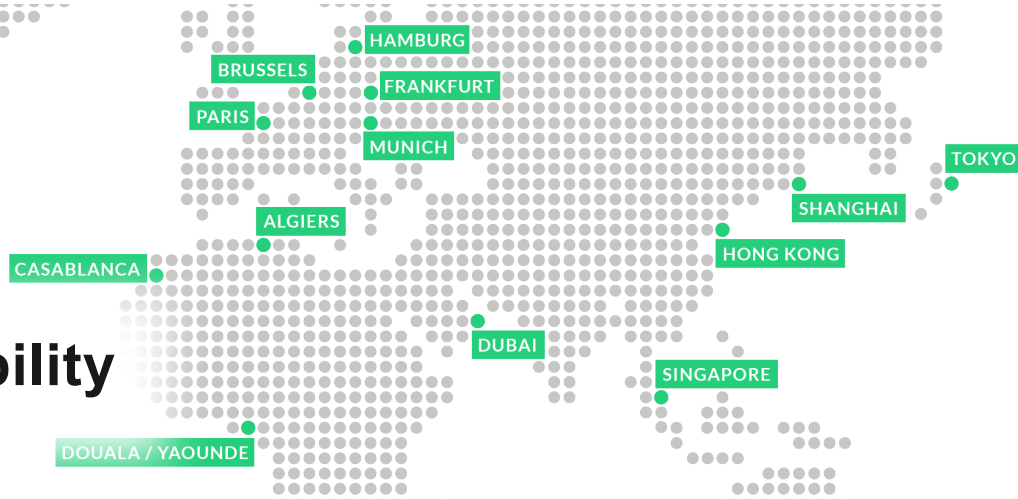 HAMBURG
BRUSSELS
FRANKFURT
PARIS
MUNICH
TOKYO
SHANGHAI
ALGIERS
HONG KONG
CASABLANCA
DUBAI
bility
SINGAPORE
DOUALA / YAOUNDE